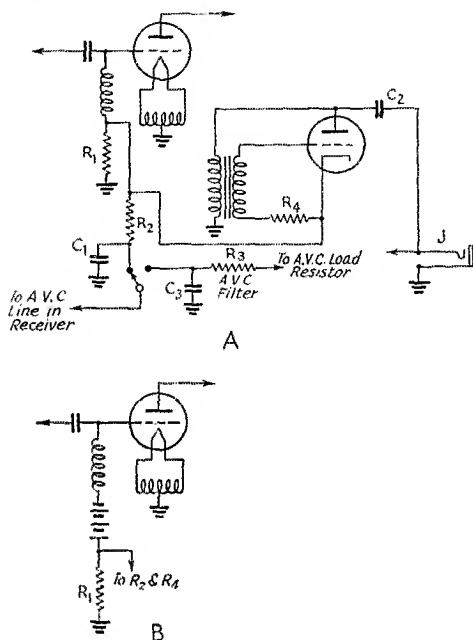 C₂
R₁
R₄
R₂
C₁
J
R₃
To A.V.C. Load
Resistor
A V C
Filter
C₃
To A V.C
Line in
Receiver
A
To R₂ & R₄
R₁
B